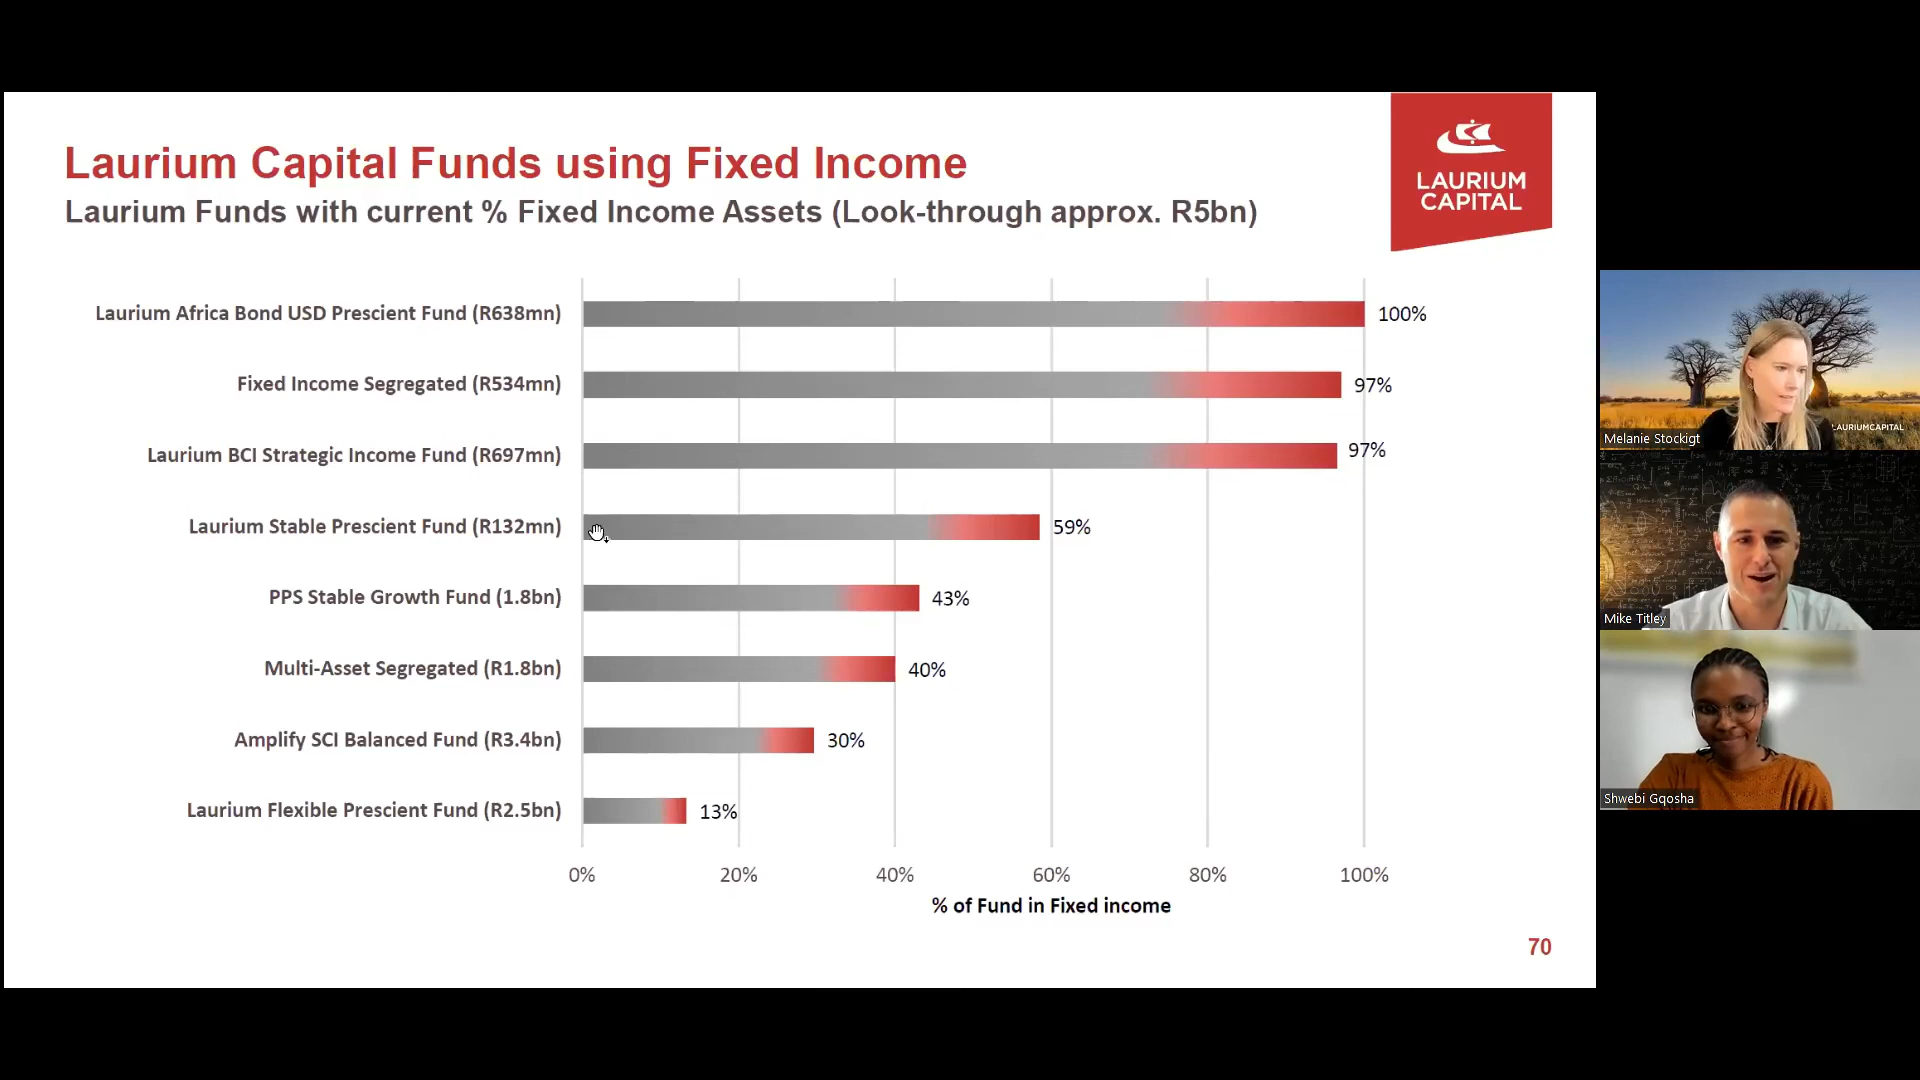 Laurium Capital Funds using Fixed Income
Laurium Funds with current % Fixed Income Assets (Look-through approx. R5bn)
LAURIUM
CAPITAL
Laurium Africa Bond USD Prescient Fund (R638mn)
100%
Fixed Income Segregated (R534mn)
97%
Laurium BCI Strategic Income Fund (R697mn)
97%
Laurium Stable Prescient Fund (R132mn)
59%
PPS Stable Growth Fund (1.8bn)
43%
Multi-Asset Segregated (R1.8bn)
40%
Amplify SCI Balanced Fund (R3.4bn)
30%
Laurium Flexible Prescient Fund (R2.5bn)
13%
0% 20% 40% 60% 80% 100%
% of Fund in Fixed income
70
LAURIUMCAPITAL
Melanie Stockigt
Mike Titley
Shwebi Gqosha